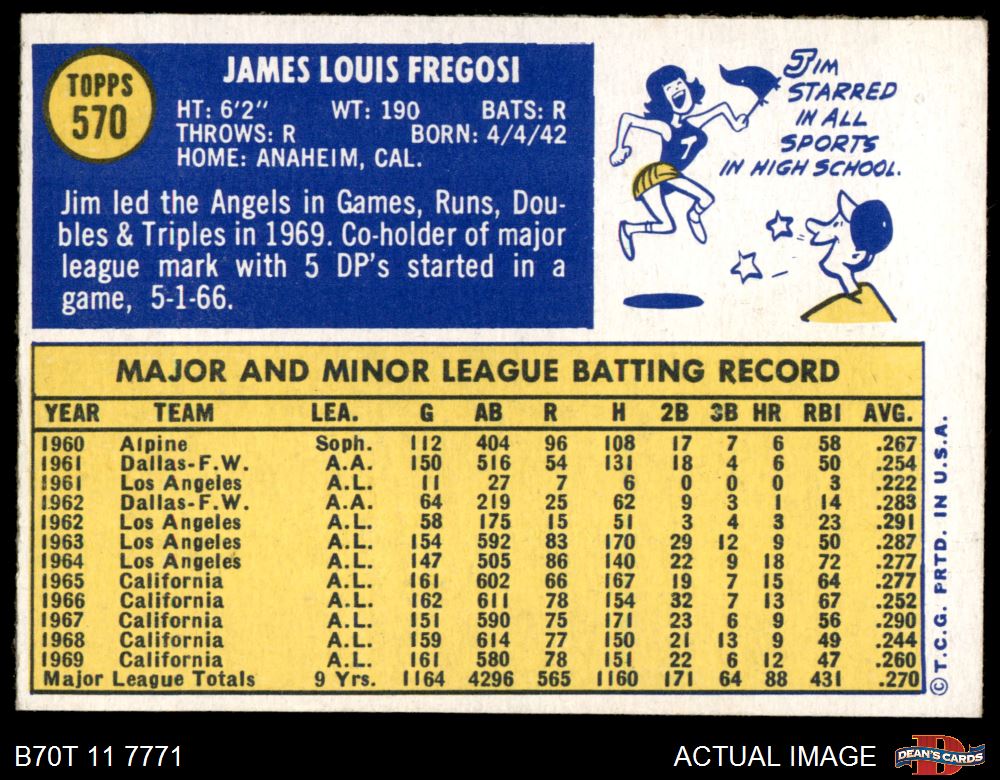 TOPPS
570
JAMES LOUIS FREGOSI
HT: 6'2" WT: 190 BATS: R
THROWS: R BORN: 4/4/42
HOME: ANAHEIM, CAL.
Jim led the Angels in Games, Runs, Dou-
bles & Triples in 1969. Co-holder of major
league mark with 5 DP's started in a
game, 5-1-66.
JIM
STARRED
IN ALL
SPORTS
IN HIGH SCHOOL.
MAJOR AND MINOR LEAGUE BATTING RECORD
YEAR TEAM LEA. G AB R H 2B 3B HR RBI AVG.
1960 Alpine Soph. 112 404 96 108 17 7 6 58 .267
1961 Dallas-F.W. A.A. 150 516 54 131 18 4 6 50 .254
1961 Los Angeles A.L. 11 27 7 6 0 0 0 3 .222
1962 Dallas-F.W. A.A. 64 219 25 62 9 3 1 14 .283
1962 Los Angeles A.L. 58 175 15 51 3 4 3 23 .291
1963 Los Angeles A.L. 154 592 83 170 29 12 9 50 .287
1964 Los Angeles A.L. 147 505 86 140 22 9 18 72 .277
1965 California A.L. 161 602 66 167 19 7 15 64 .277
1966 California A.L. 162 611 78 154 32 7 13 67 .252
1967 California A.L. 151 590 75 171 23 6 9 56 .290
1968 California A.L. 159 614 77 150 21 13 9 49 .244
1969 California A.L. 161 580 78 151 22 6 12 47 .260
Major League Totals 9 Yrs. 1164 4296 565 1160 171 64 88 431 .270
© T.C.G. PRTD. IN U.S.A.
B70T 11 7771
ACTUAL IMAGE
D
DEAN'S CARDS